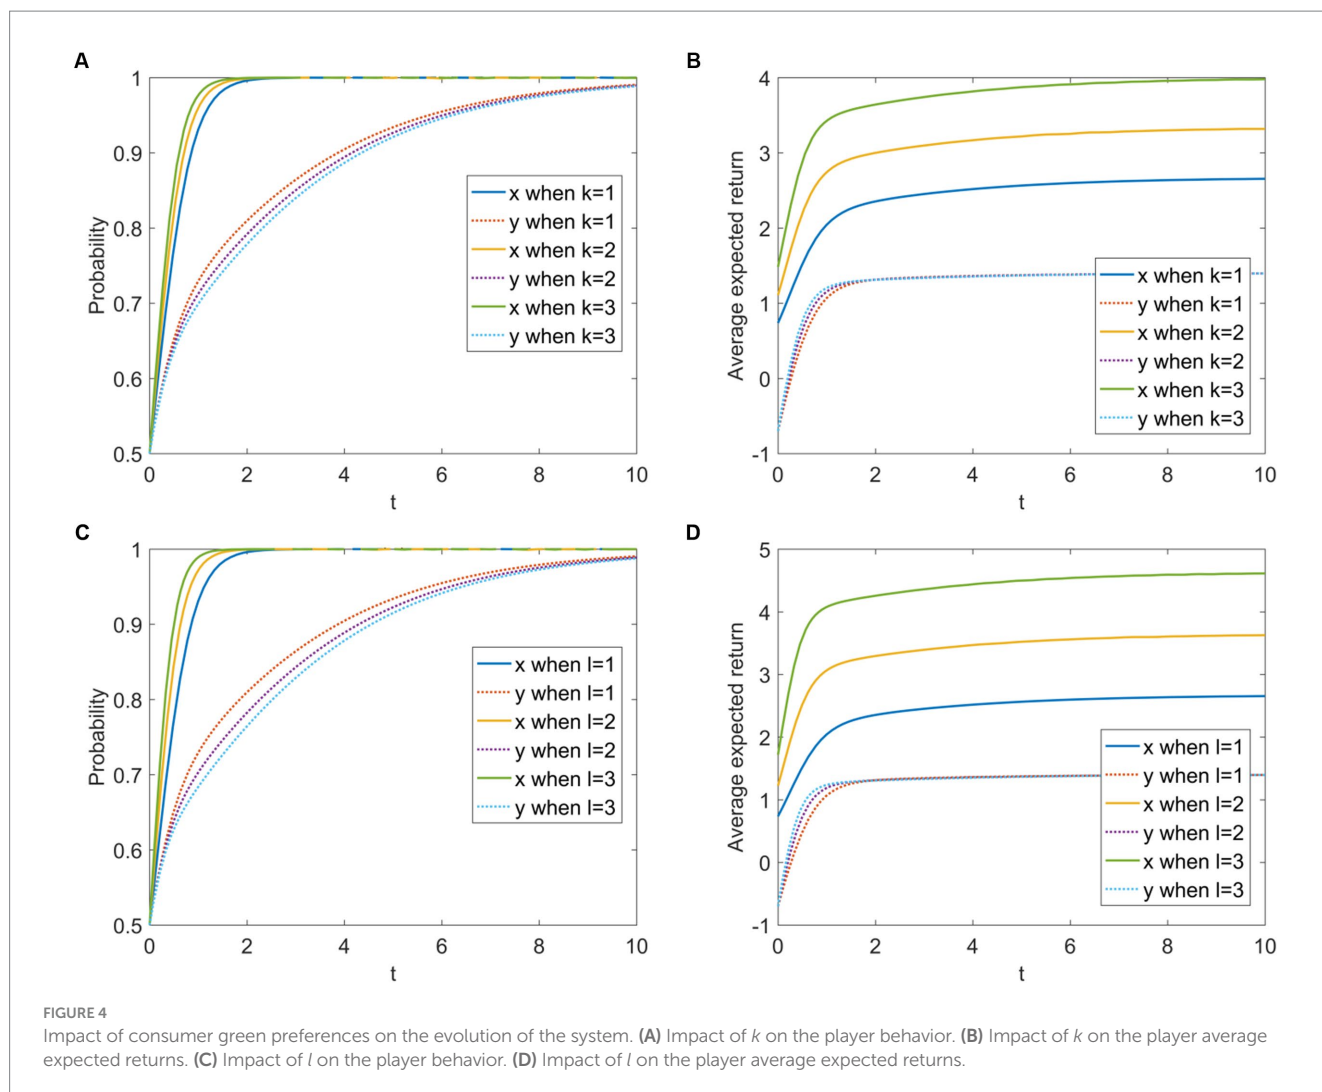 A
1
0.9
0.8
0.7
0.6
0.5
Probability
0 2 4 6 8 10
t
x when k=1
y when k=1
x when k=2
y when k=2
x when k=3
y when k=3
B
4
3
2
1
0
-1
Average expected return
0 2 4 6 8 10
t
x when k=1
y when k=1
x when k=2
y when k=2
x when k=3
y when k=3
C
1
0.9
0.8
0.7
0.6
0.5
Probability
0 2 4 6 8 10
t
x when l=1
y when l=1
x when l=2
y when l=2
x when l=3
y when l=3
D
5
4
3
2
1
0
-1
Average expected return
0 2 4 6 8 10
t
x when l=1
y when l=1
x when l=2
y when l=2
x when l=3
y when l=3
FIGURE 4
Impact of consumer green preferences on the evolution of the system. (A) Impact of k on the player behavior. (B) Impact of k on the player average
expected returns. (C) Impact of l on the player behavior. (D) Impact of l on the player average expected returns.